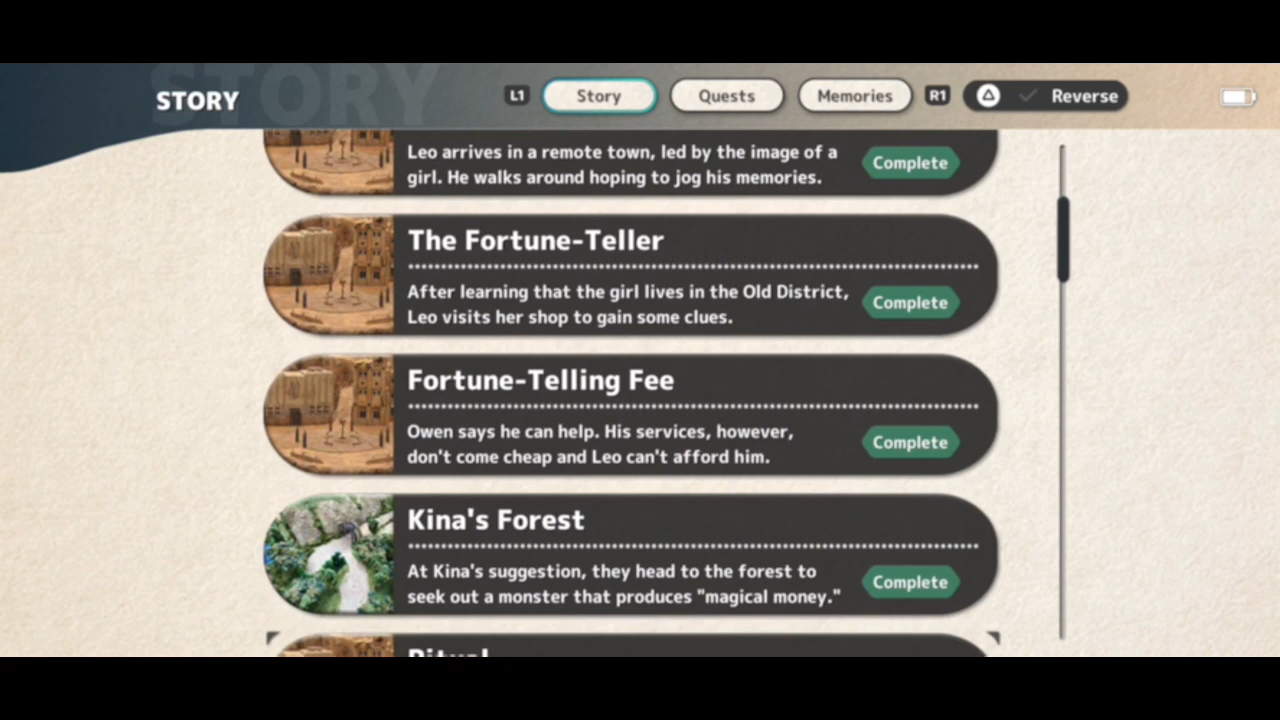 STORY
STORY
L1
Story
Quests
Memories
R1
Reverse
Leo arrives in a remote town, led by the image of a
girl. He walks around hoping to jog his memories.
Complete
The Fortune-Teller
After learning that the girl lives in the Old District,
Leo visits her shop to gain some clues.
Complete
Fortune-Telling Fee
Owen says he can help. His services, however,
don't come cheap and Leo can't afford him.
Complete
Kina's Forest
At Kina's suggestion, they head to the forest to
seek out a monster that produces "magical money."
Complete
Ritual